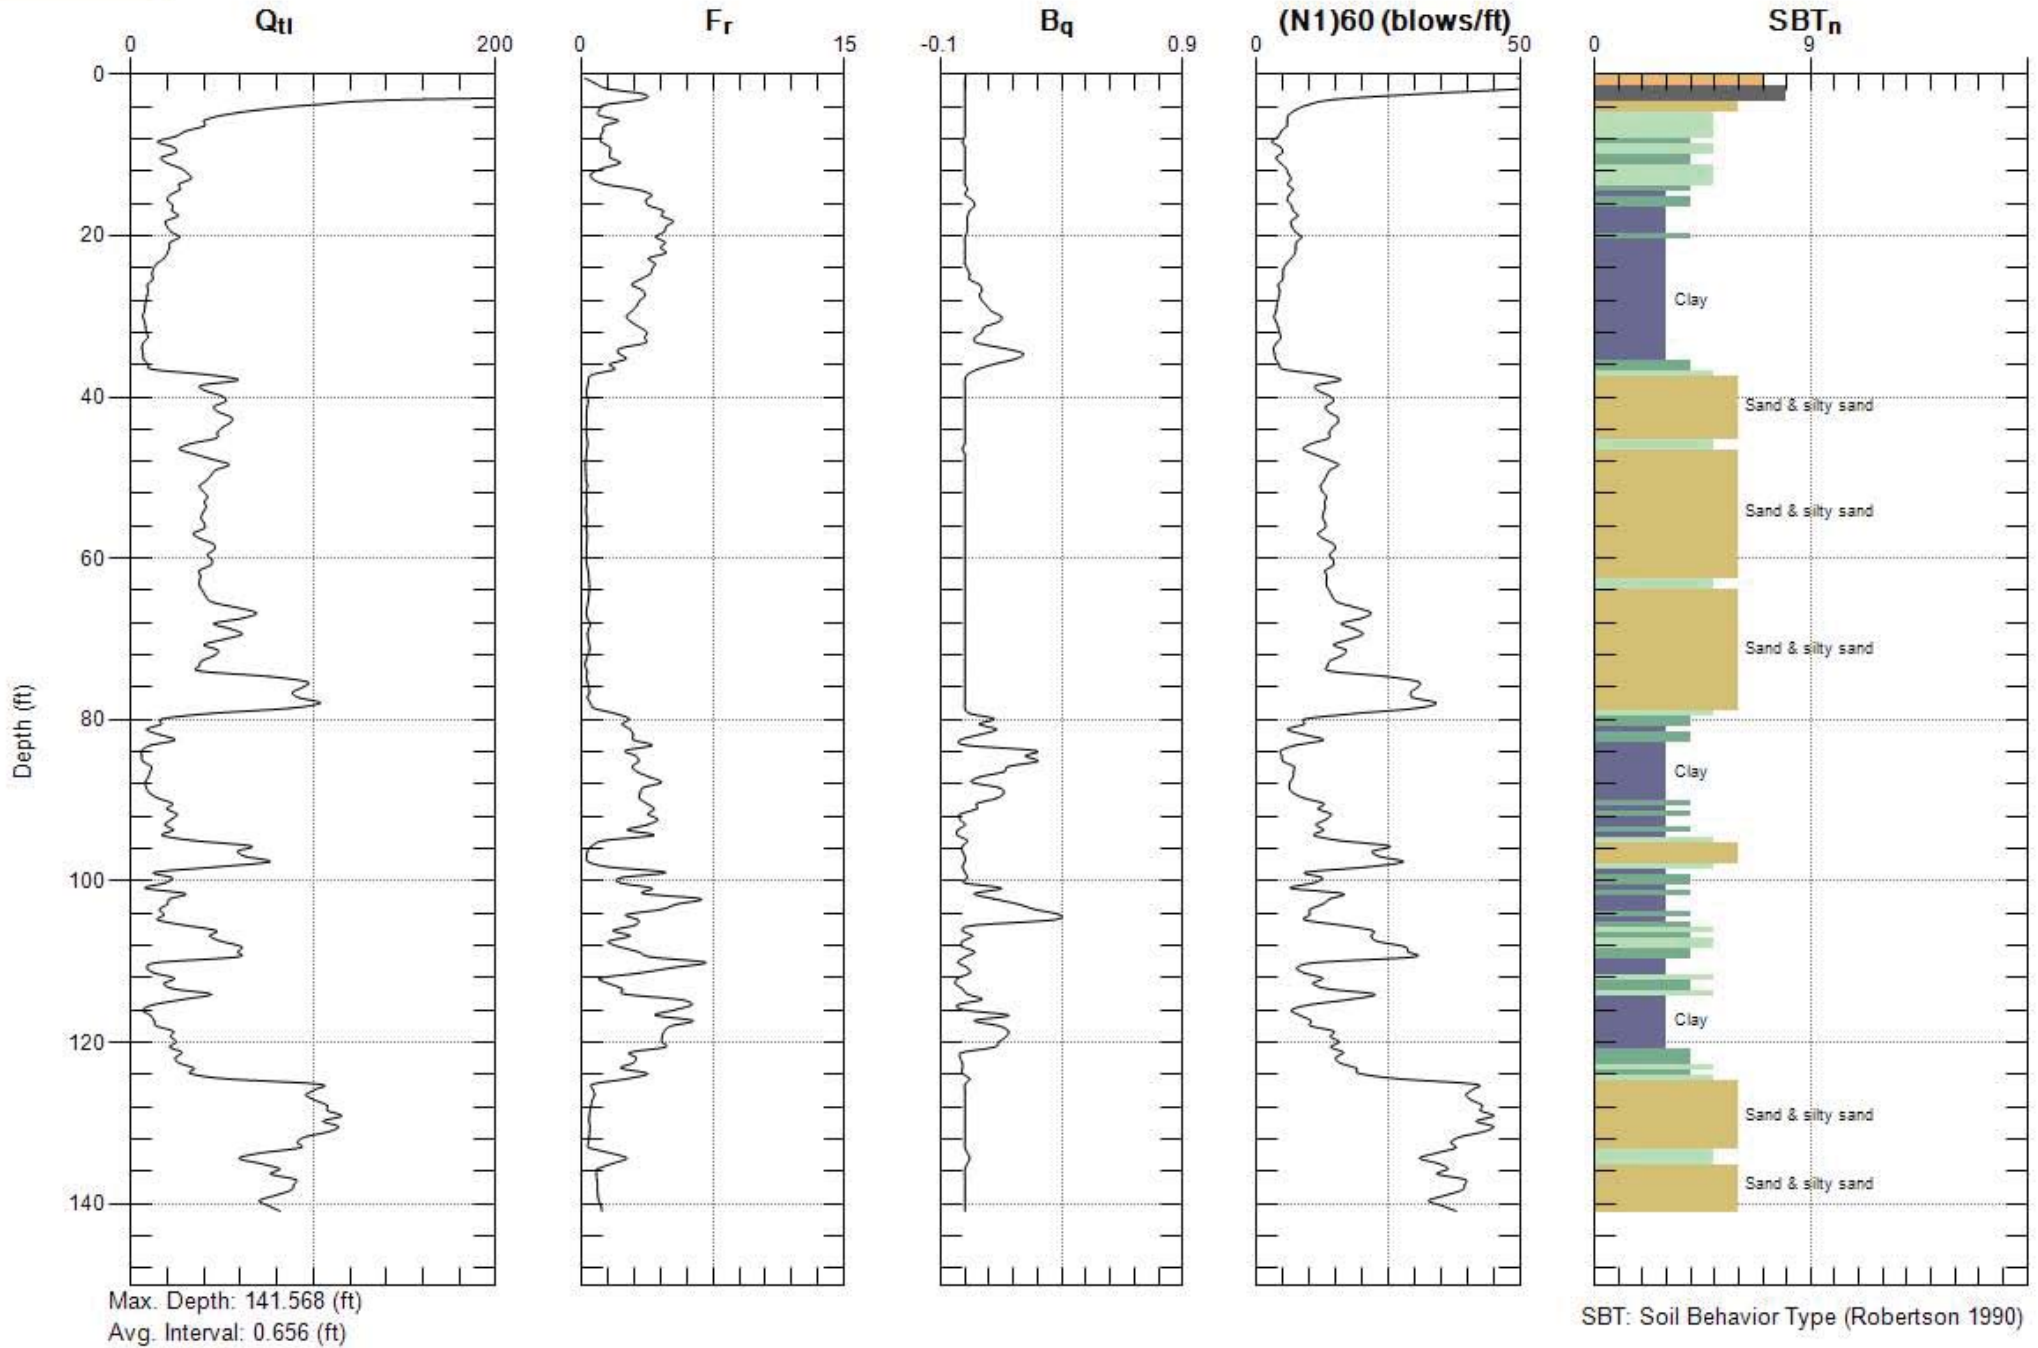 Qtl Fr Bq (N1)60 (blows/ft) SBTn
0 200 0 15 -0.1 0.9 0 50 0 9
0
20
Clay
40
Sand & silty sand
Sand & silty sand
60
Sand & silty sand
Depth (ft)
80
Clay
100
Clay
120
Sand & silty sand
Sand & silty sand
140
Max. Depth: 141.568 (ft)
Avg. Interval: 0.656 (ft)
SBT: Soil Behavior Type (Robertson 1990)